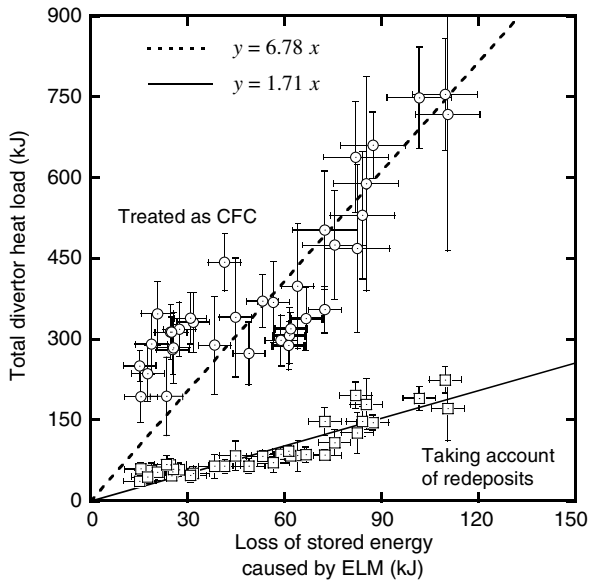 900
750
600
450
300
150
0
Total divertor heat load (kJ)
y = 6.78 x
y = 1.71 x
Treated as CFC
Taking account
of redeposits
0 30 60 90 120 150
Loss of stored energy
caused by ELM (kJ)